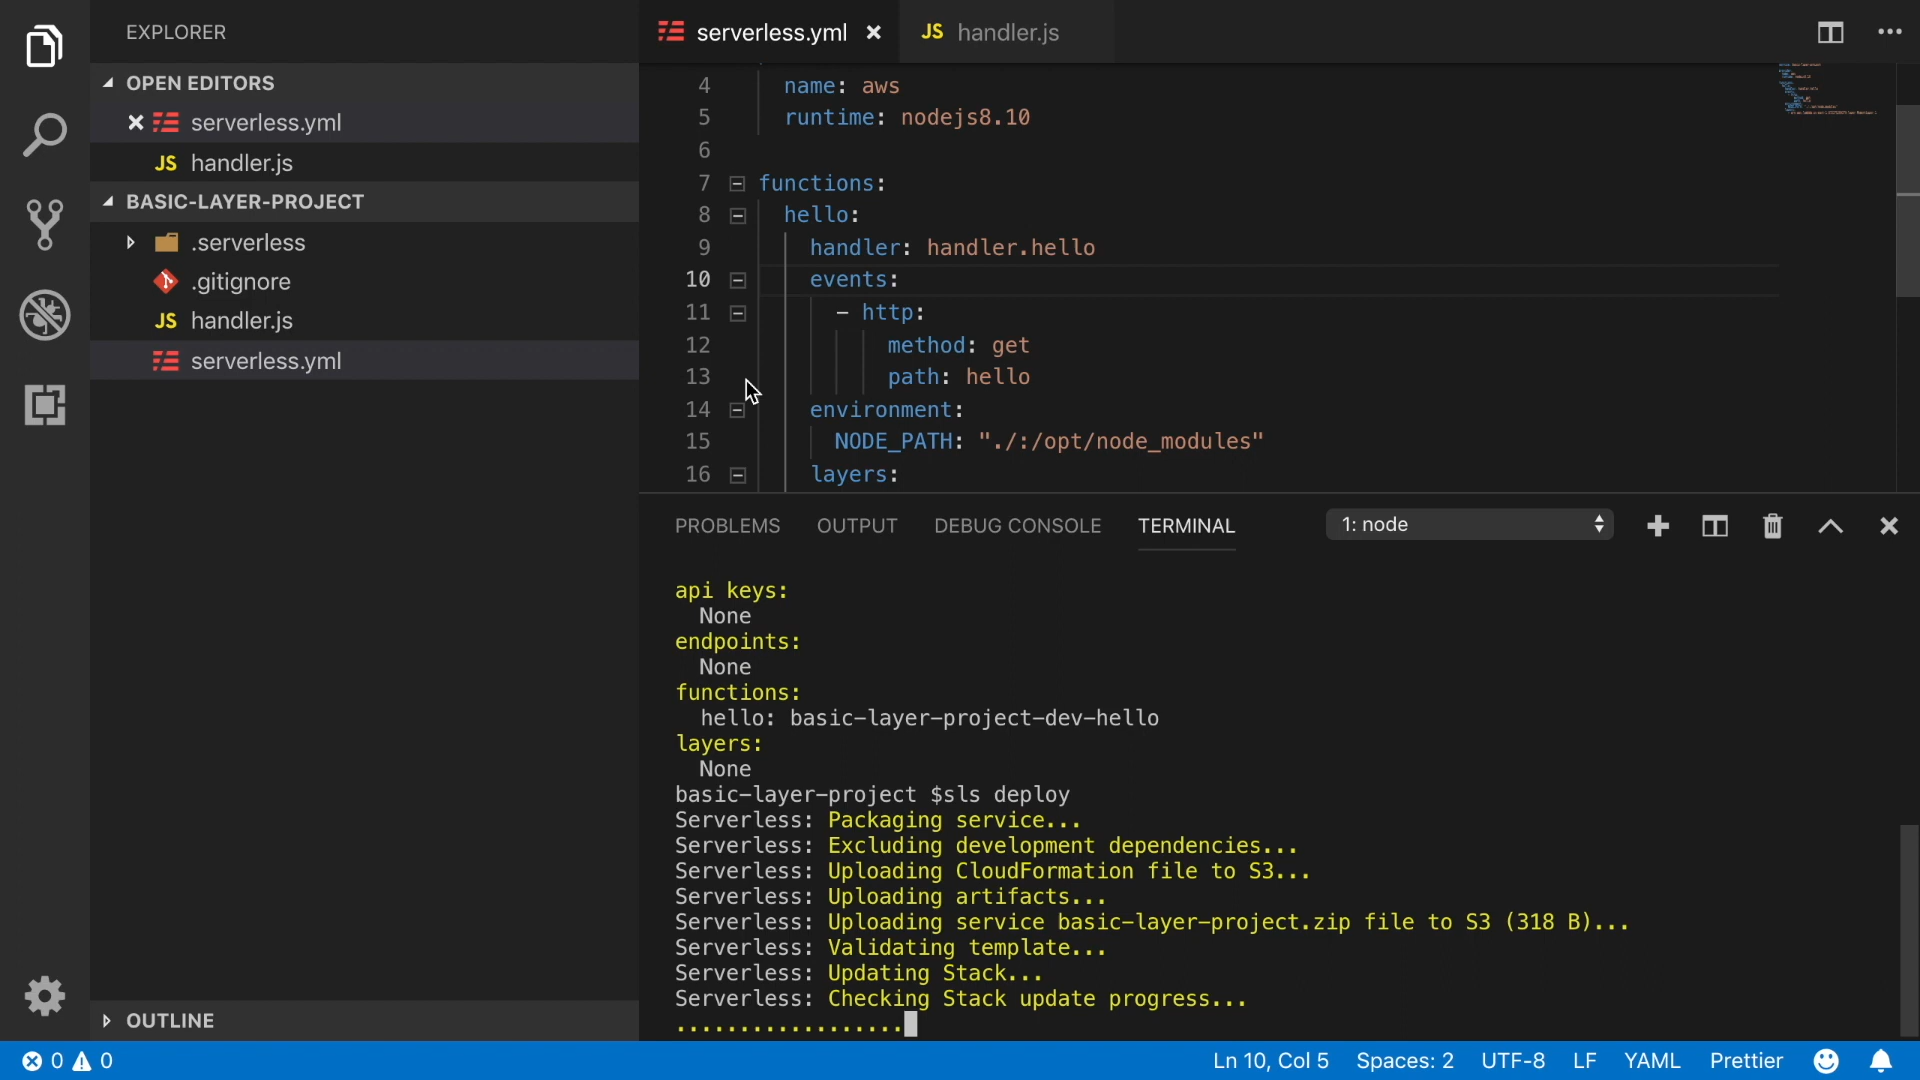 EXPLORER
OPEN EDITORS
serverless.yml
JS handler.js
BASIC-LAYER-PROJECT
.serverless
.gitignore
JS handler.js
serverless.yml
OUTLINE
serverless.yml
JS handler.js
4 name: aws
5 runtime: nodejs8.10
6
7 functions:
8 hello:
9 handler: handler.hello
10 events:
11 - http:
12 method: get
13 path: hello
14 environment:
15 NODE_PATH: "./:/opt/node_modules"
16 layers:
PROBLEMS OUTPUT DEBUG CONSOLE TERMINAL 1: node
api keys:
None
endpoints:
None
functions:
hello: basic-layer-project-dev-hello
layers:
None
basic-layer-project $sls deploy
Serverless: Packaging service...
Serverless: Excluding development dependencies...
Serverless: Uploading CloudFormation file to S3...
Serverless: Uploading artifacts...
Serverless: Uploading service basic-layer-project.zip file to S3 (318 B)...
Serverless: Validating template...
Serverless: Updating Stack...
Serverless: Checking Stack update progress...
..................
0 0 Ln 10, Col 5 Spaces: 2 UTF-8 LF YAML Prettier